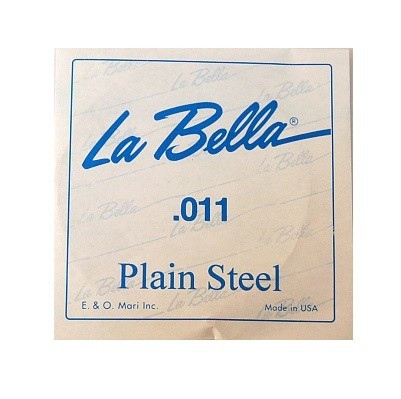 La Bella®
.011
Plain Steel
E. & O. Mari Inc.
Made in USA